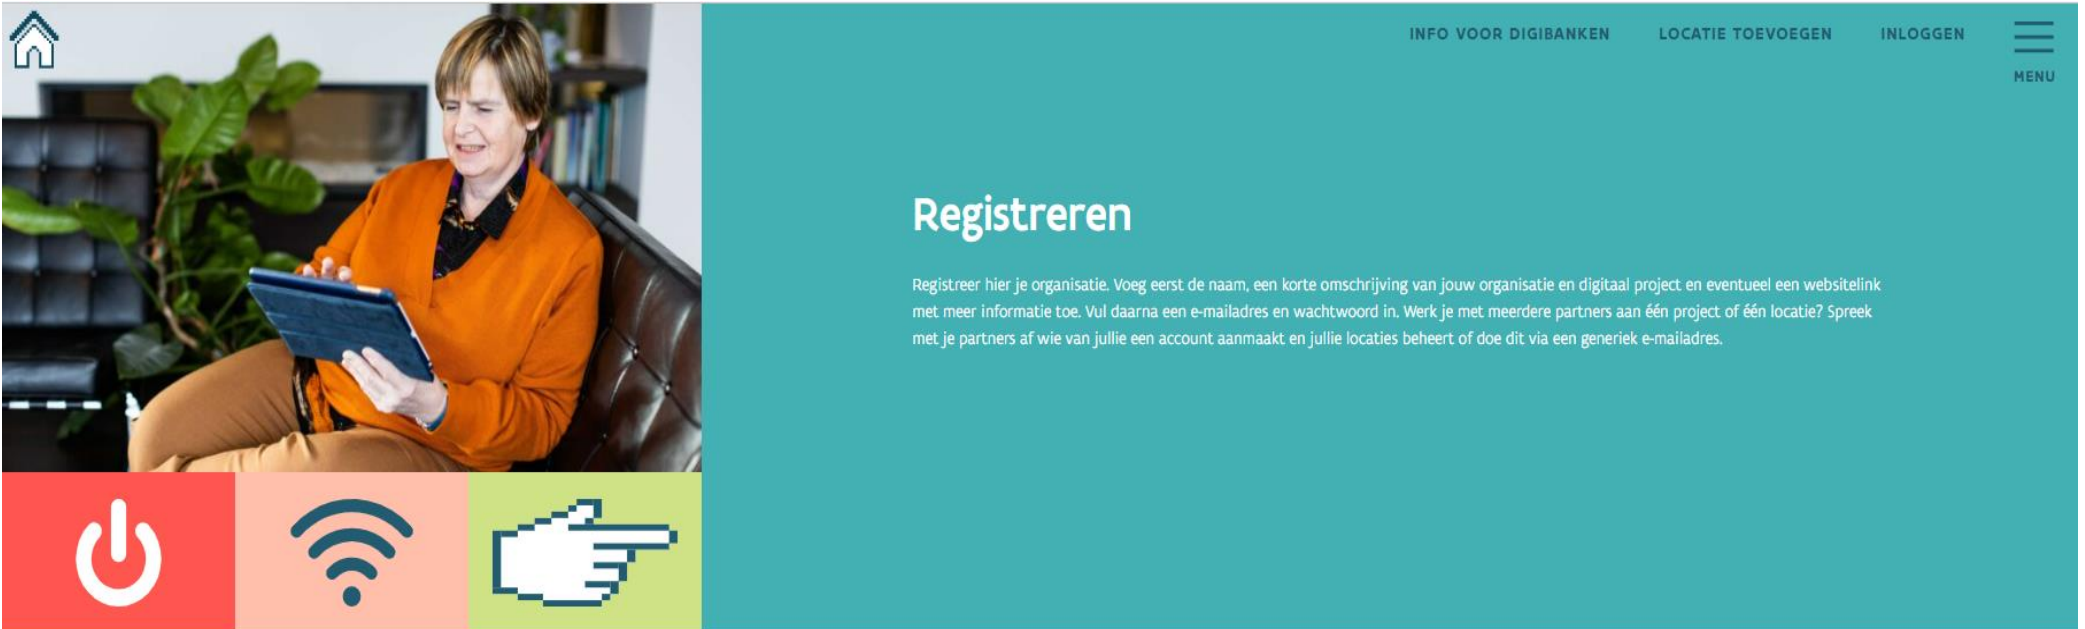 INFO VOOR DIGIBANKEN LOCATIE TOEVOEGEN INLOGGEN
MENU
Registreren
Registreer hier je organisatie. Voeg eerst de naam, een korte omschrijving van jouw organisatie en digitaal project en eventueel een websitelink
met meer informatie toe. Vul daarna een e-mailadres en wachtwoord in. Werk je met meerdere partners aan één project of één locatie? Spreek
met je partners af wie van jullie een account aanmaakt en jullie locaties beheert of doe dit via een generiek e-mailadres.